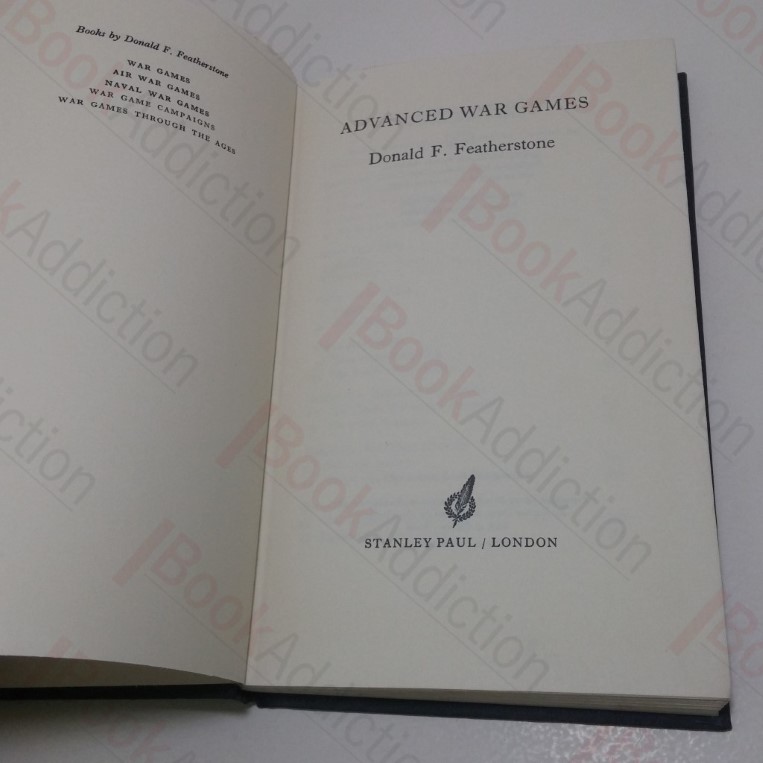 Books by Donald F. Featherstone
WAR GAMES
AIR WAR GAMES
NAVAL WAR GAMES
WAR GAME CAMPAIGNS
WAR GAMES THROUGH THE AGES
ADVANCED WAR GAMES
Donald F. Featherstone
STANLEY PAUL / LONDON
BookAddiction